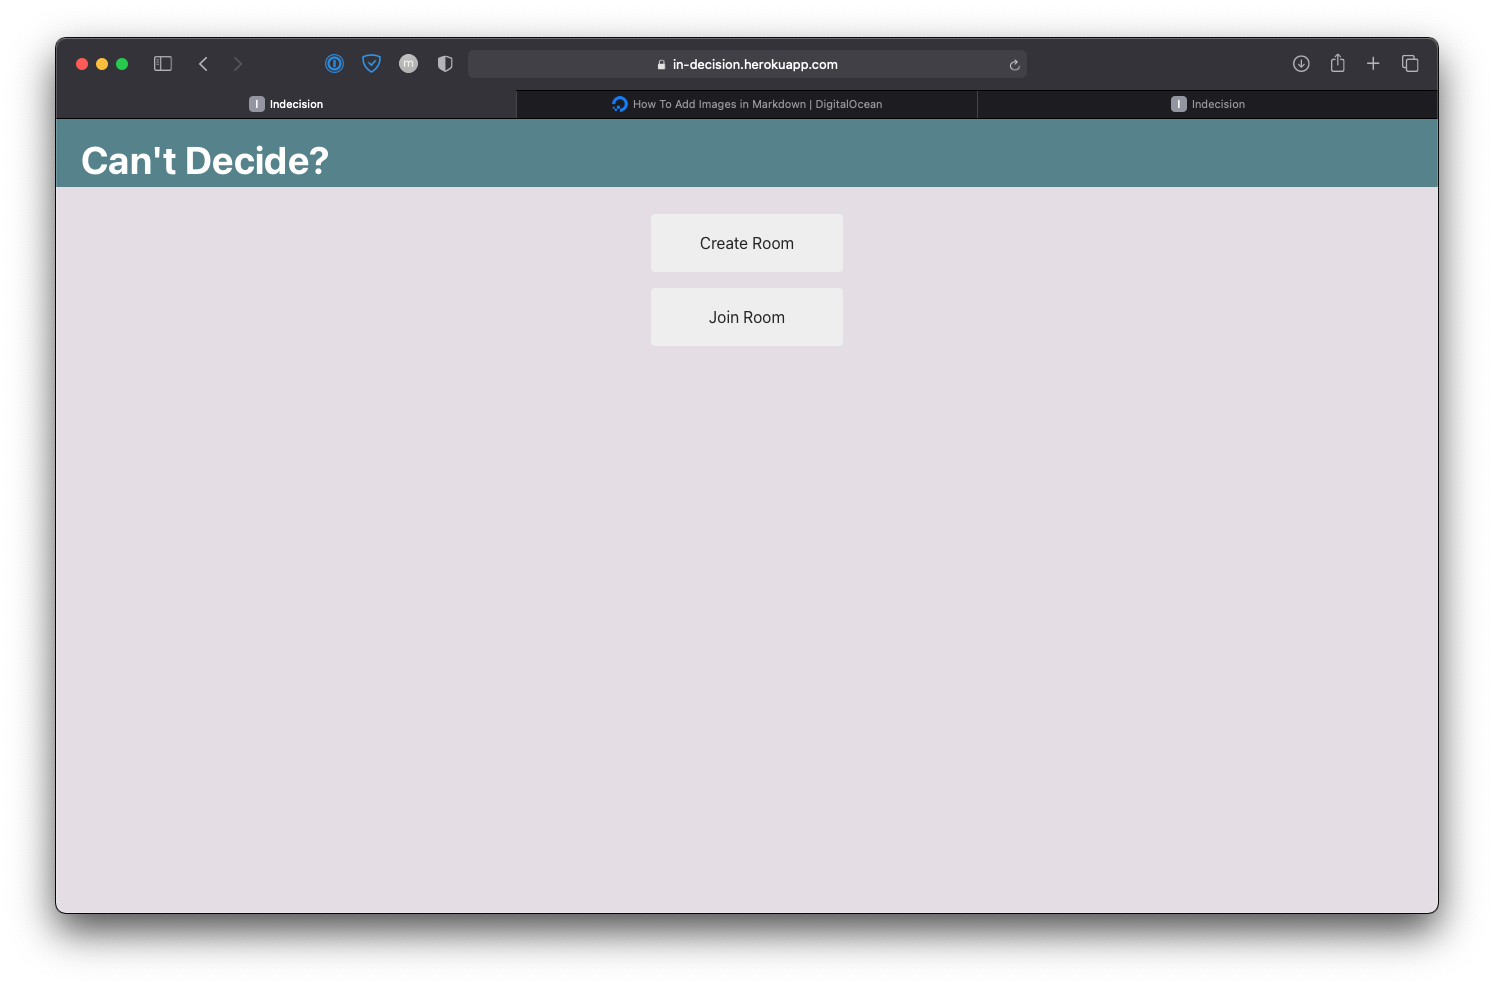 m
in-decision.herokuapp.com
I Indecision
How To Add Images in Markdown | DigitalOcean
I Indecision
Can't Decide?
Create Room
Join Room